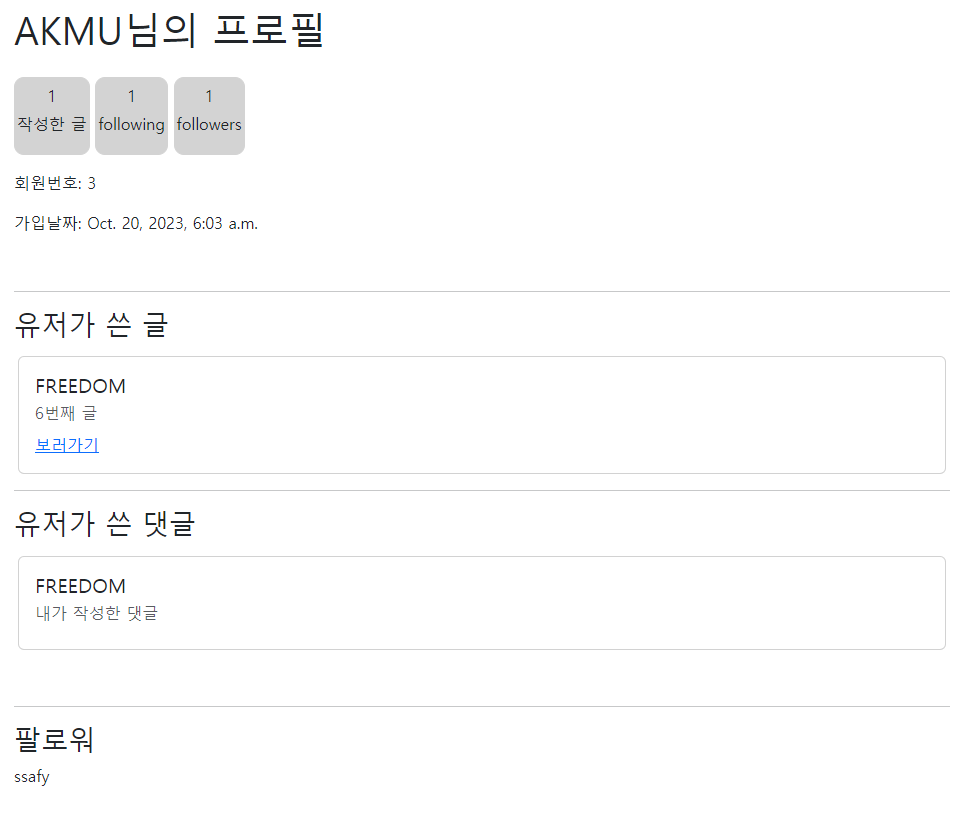 AKMU님의 프로필
1 1 1
작성한 글 following followers
회원번호: 3
가입날짜: Oct. 20, 2023, 6:03 a.m.
유저가 쓴 글
FREEDOM
6번째 글
보러가기
유저가 쓴 댓글
FREEDOM
내가 작성한 댓글
팔로워
ssafy